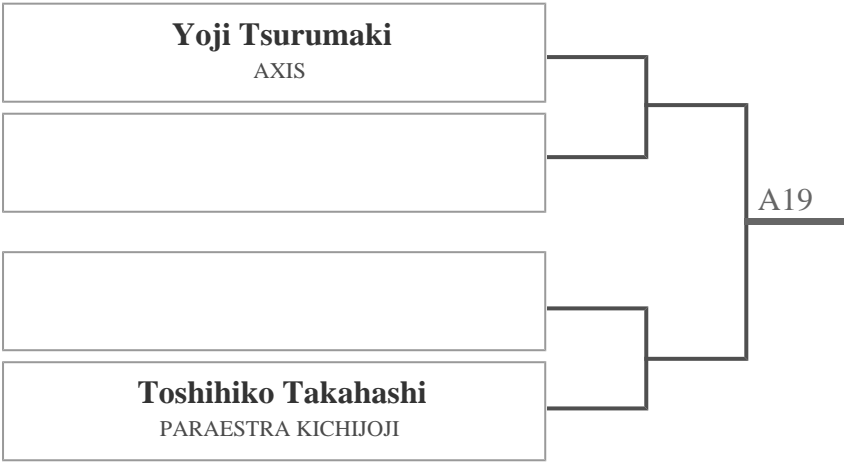 Yoji Tsurumaki
AXIS
A19
Toshihiko Takahashi
PARAESTRA KICHIJOJI